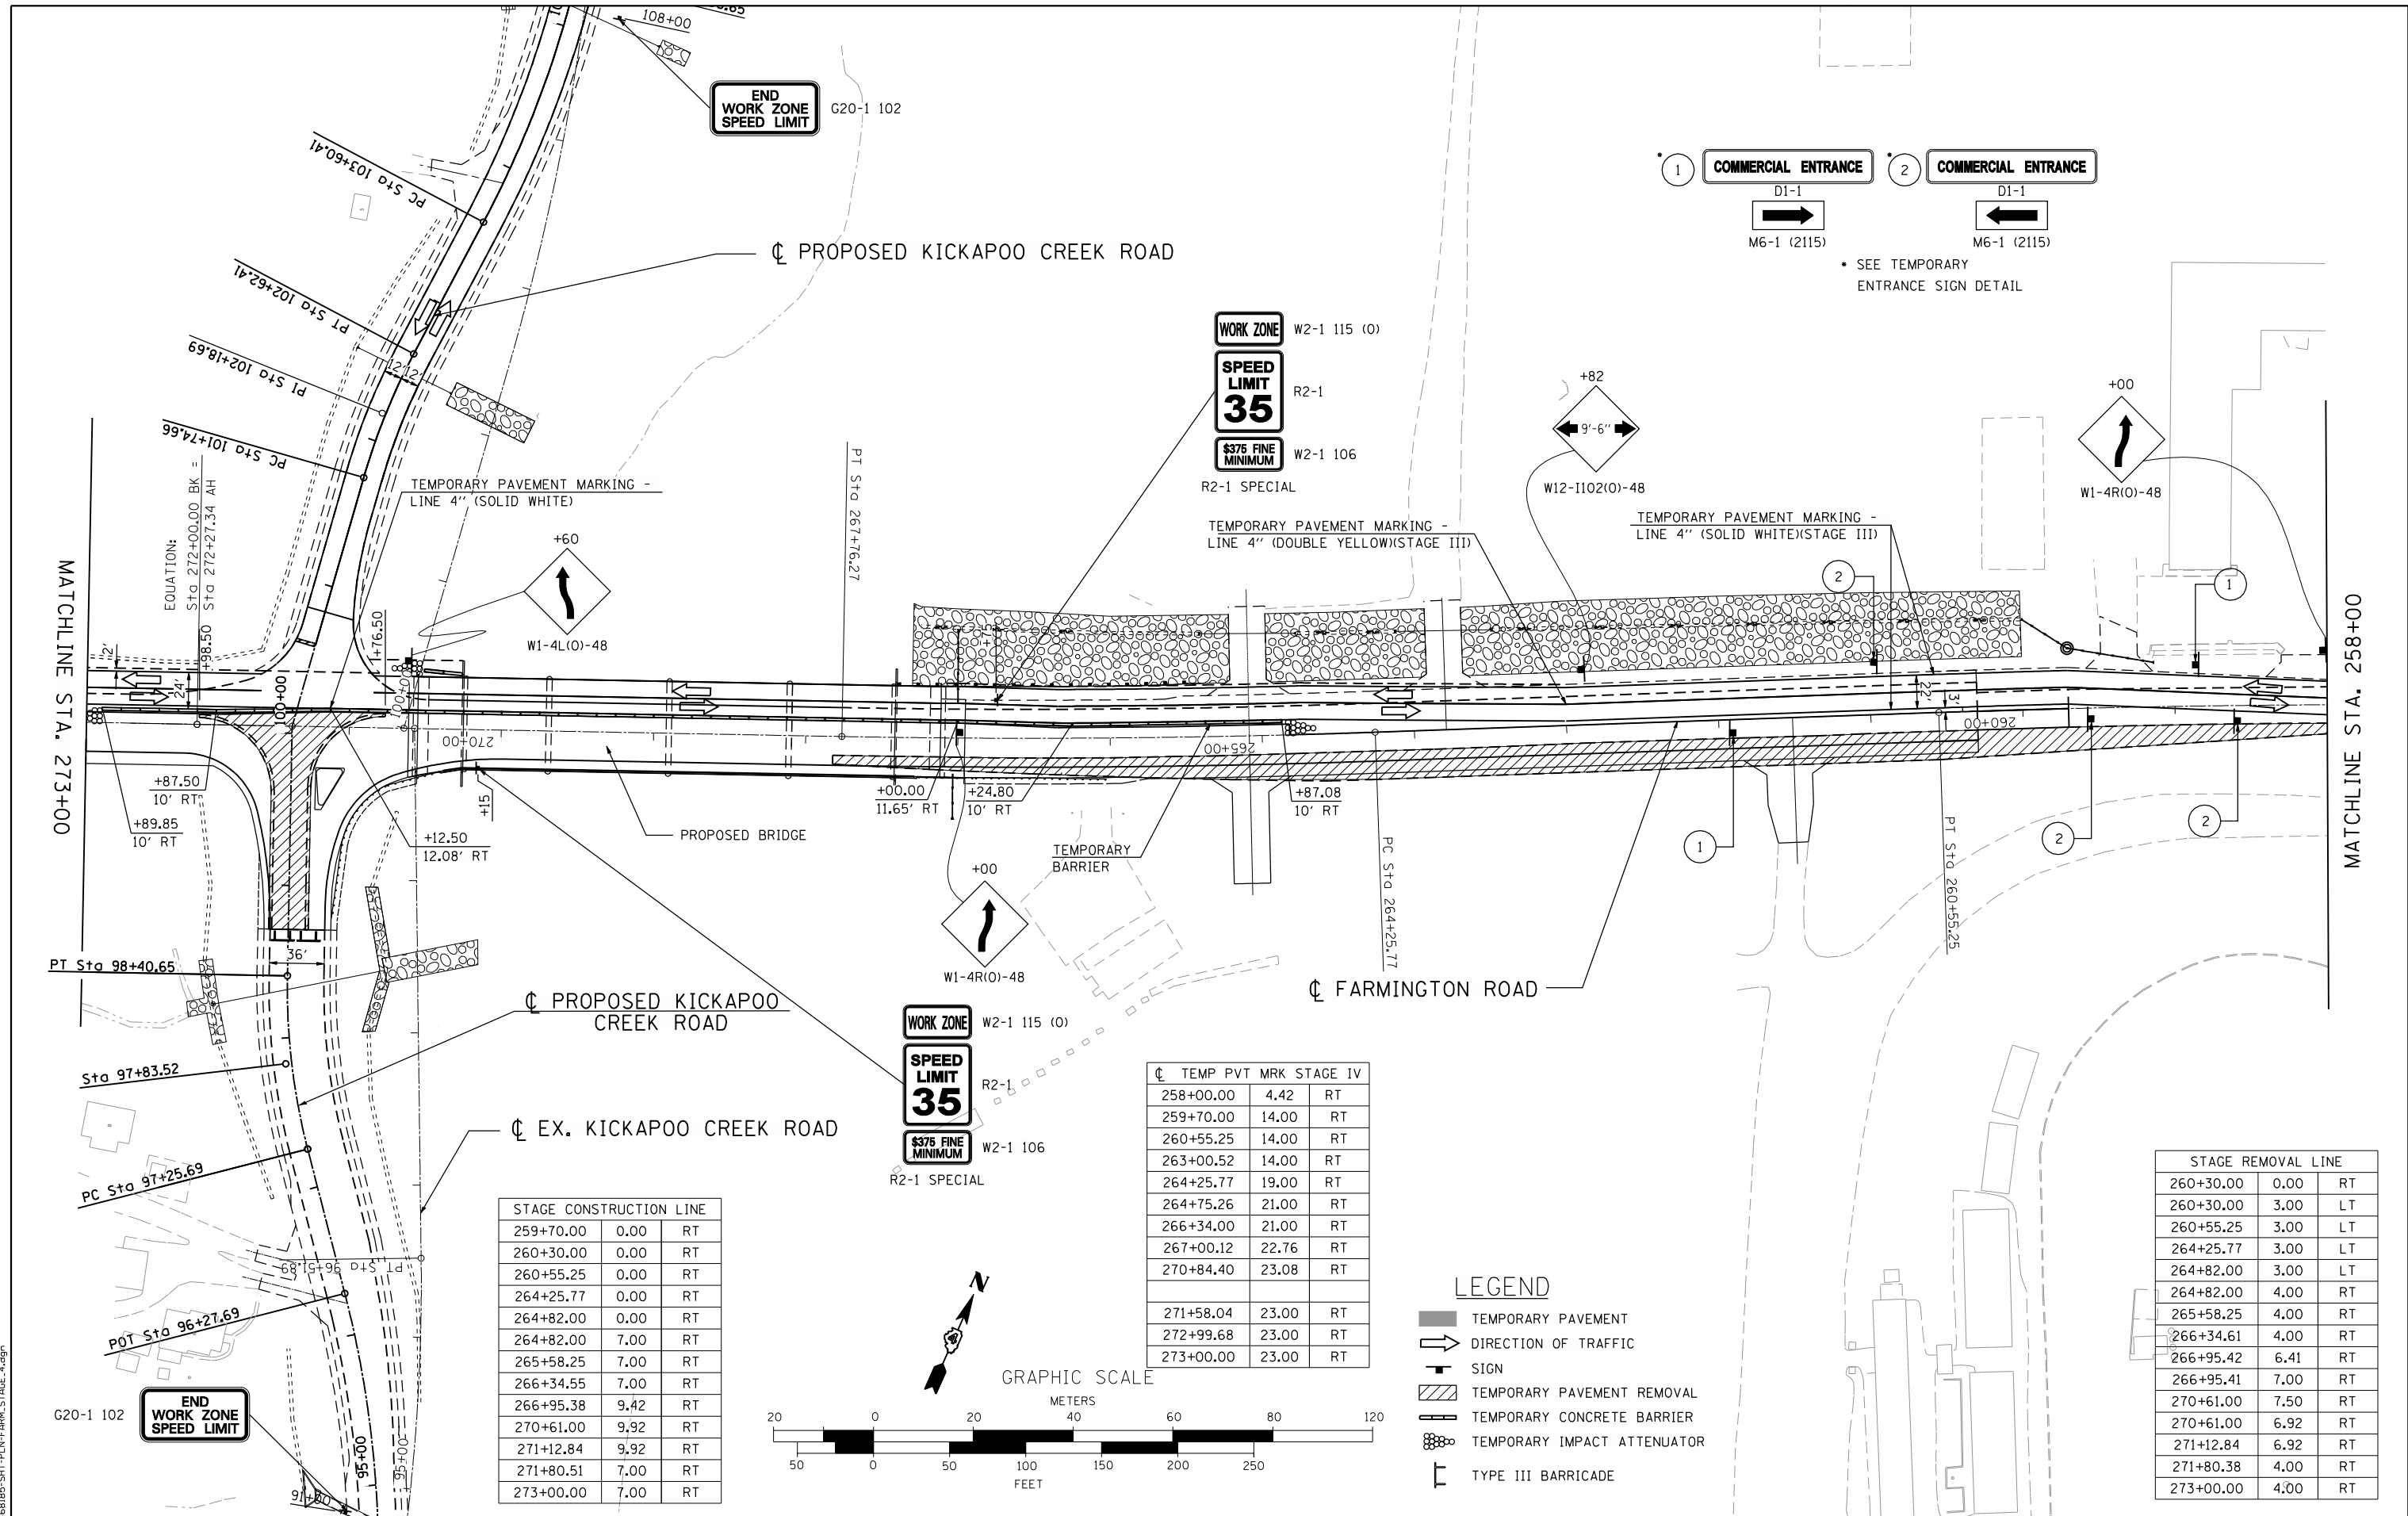 108+00
END
WORK ZONE
SPEED LIMIT
G20-1 102
PC Sta 103+60.41
PT Sta 102+62.41
PI Sta 102+18.69
PC Sta 101+74.66
℄ PROPOSED KICKAPOO CREEK ROAD
1
COMMERCIAL ENTRANCE
D1-1
M6-1 (2115)
2
COMMERCIAL ENTRANCE
D1-1
M6-1 (2115)
* SEE TEMPORARY
ENTRANCE SIGN DETAIL
WORK ZONE
W2-1 115 (O)
SPEED
LIMIT
35
R2-1
$375 FINE
MINIMUM
W2-1 106
R2-1 SPECIAL
+82
9'-6"
W12-I102(O)-48
+00
W1-4R(O)-48
12'
12'
EQUATION:
Sta 272+00.00 BK =
Sta 272+27.34 AH
+98.50
TEMPORARY PAVEMENT MARKING -
LINE 4'' (SOLID WHITE)
+60
W1-4L(O)-48
PT Sta 267+76.27
TEMPORARY PAVEMENT MARKING -
LINE 4'' (DOUBLE YELLOW)(STAGE III)
TEMPORARY PAVEMENT MARKING -
LINE 4'' (SOLID WHITE)(STAGE III)
2
1
MATCHLINE STA. 273+00
MATCHLINE STA. 258+00
2'
24'
100+00
+76.50
100+00
270+00
+75
265+00
22'
3'
260+00
+87.50
10' RT
+89.85
10' RT
+12.50
12.08' RT
+15
PROPOSED BRIDGE
+00.00
11.65' RT
+24.80
10' RT
TEMPORARY
BARRIER
+87.08
10' RT
PC Sta 264+25.77
1
PT Sta 260+55.25
2
2
+00
W1-4R(O)-48
36'
PT Sta 98+40.65
℄ PROPOSED KICKAPOO
CREEK ROAD
℄ FARMINGTON ROAD
Sta 97+83.52
℄ EX. KICKAPOO CREEK ROAD
PC Sta 97+25.69
PT Sta 96+51.89
POT Sta 96+27.69
WORK ZONE
W2-1 115 (O)
SPEED
LIMIT
35
R2-1
$375 FINE
MINIMUM
W2-1 106
R2-1 SPECIAL
G20-1 102
END
WORK ZONE
SPEED LIMIT
95+00
95+00
91+00
STAGE CONSTRUCTION LINE
259+70.00 0.00 RT
260+30.00 0.00 RT
260+55.25 0.00 RT
264+25.77 0.00 RT
264+82.00 0.00 RT
264+82.00 7.00 RT
265+58.25 7.00 RT
266+34.55 7.00 RT
266+95.38 9.42 RT
270+61.00 9.92 RT
271+12.84 9.92 RT
271+80.51 7.00 RT
273+00.00 7.00 RT
℄ TEMP PVT MRK STAGE IV
258+00.00 4.42 RT
259+70.00 14.00 RT
260+55.25 14.00 RT
263+00.52 14.00 RT
264+25.77 19.00 RT
264+75.26 21.00 RT
266+34.00 21.00 RT
267+00.12 22.76 RT
270+84.40 23.08 RT
271+58.04 23.00 RT
272+99.68 23.00 RT
273+00.00 23.00 RT
N
GRAPHIC SCALE
METERS
20 0 20 40 60 80 120
50 0 50 100 150 200 250
FEET
LEGEND
TEMPORARY PAVEMENT
DIRECTION OF TRAFFIC
SIGN
TEMPORARY PAVEMENT REMOVAL
TEMPORARY CONCRETE BARRIER
TEMPORARY IMPACT ATTENUATOR
TYPE III BARRICADE
STAGE REMOVAL LINE
260+30.00 0.00 RT
260+30.00 3.00 LT
260+55.25 3.00 LT
264+25.77 3.00 LT
264+82.00 3.00 LT
264+82.00 4.00 RT
265+58.25 4.00 RT
266+34.61 4.00 RT
266+95.42 6.41 RT
266+95.41 7.00 RT
270+61.00 7.50 RT
270+61.00 6.92 RT
271+12.84 6.92 RT
271+80.38 4.00 RT
273+00.00 4.00 RT